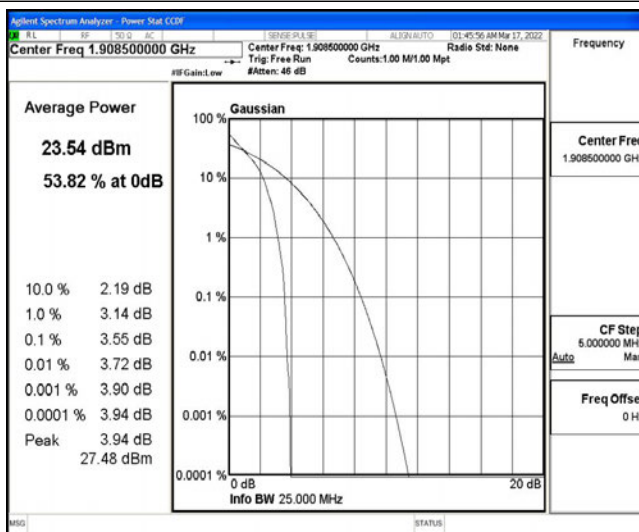 Agilent Spectrum Analyzer - Power Stat CCDF
RL RF 50 Ω AC SENSE:PULSE ALIGN AUTO 01:45:56 AM Mar 17, 2022
Center Freq 1.908500000 GHz
Center Freq: 1.908500000 GHz Radio Std: None
Trig: Free Run Counts:1.00 M/1.00 Mpt
#IFGain:Low #Atten: 46 dB
Frequency
Average Power
23.54 dBm
53.82 % at 0dB
10.0 % 2.19 dB
1.0 % 3.14 dB
0.1 % 3.55 dB
0.01 % 3.72 dB
0.001 % 3.90 dB
0.0001 % 3.94 dB
Peak 3.94 dB
27.48 dBm
Gaussian
100 %
10 %
1 %
0.1 %
0.01 %
0.001 %
0.0001 %
0 dB 20 dB
Info BW 25.000 MHz
Center Freq
1.908500000 GH
CF Step
5.000000 MH
Auto Ma
Freq Offse
0 H
MSG STATUS